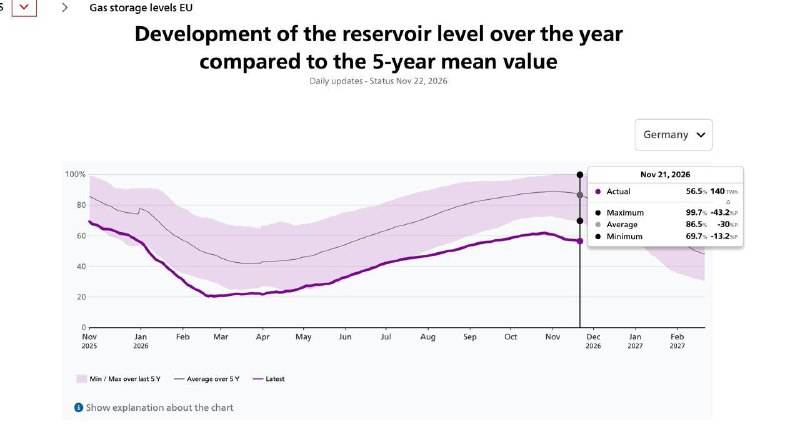 Gas storage levels EU
Development of the reservoir level over the year
compared to the 5-year mean value
Daily updates - Status Nov 22, 2026
Germany
Nov 21, 2026
Actual 56.5% 140 TWh
Δ
Maximum 99.7% -43.2%P
Average 86.5% -30%P
Minimum 69.7% -13.2%P
100%
80
60
40
20
0
Nov Jan Feb Mar Apr May Jun Jul Aug Sep Oct Nov Dec Jan Feb
2025 2026 2026 2027 2027
Min / Max over last 5 Y Average over 5 Y Latest
Show explanation about the chart